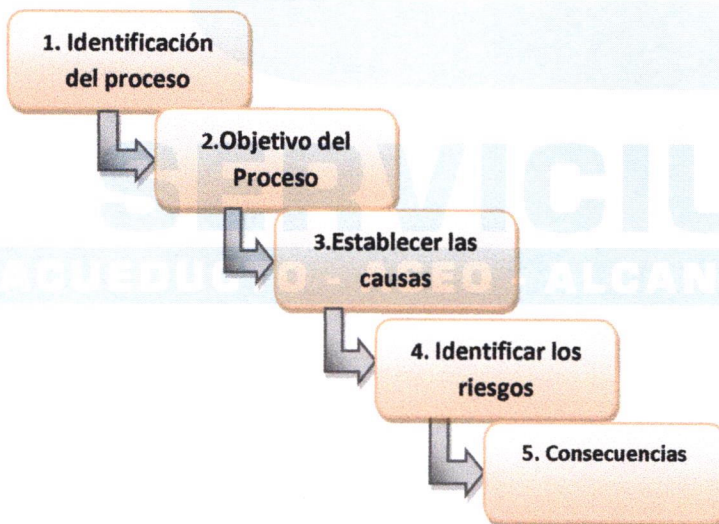 1. Identificación
del proceso
2.Objetivo del
Proceso
3.Establecer las
causas
4. Identificar los
riesgos
5. Consecuencias